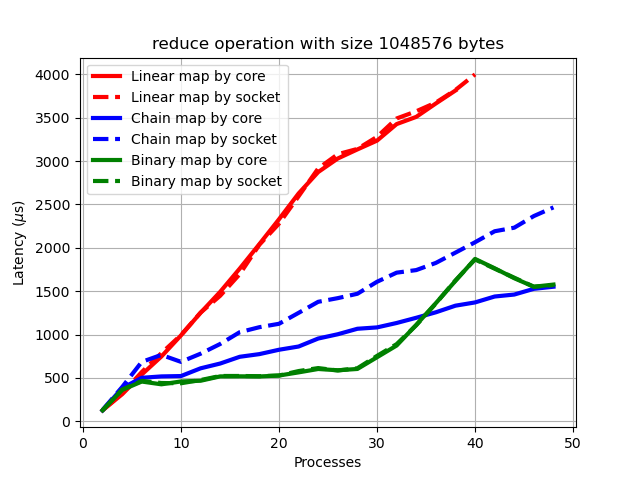 reduce operation with size 1048576 bytes
4000
3500
3000
2500
2000
1500
1000
500
0
Latency (μs)
Linear map by core
Linear map by socket
Chain map by core
Chain map by socket
Binary map by core
Binary map by socket
0 10 20 30 40 50
Processes